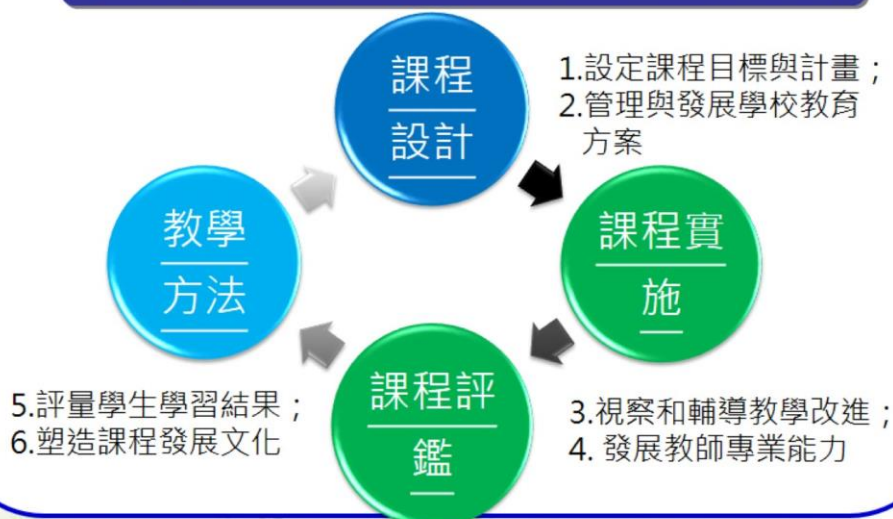 課程
設計
1.設定課程目標與計畫；
2.管理與發展學校教育
方案
教學
方法
課程實
施
課程評
鑑
5.評量學生學習結果；
6.塑造課程發展文化
3.視察和輔導教學改進；
4. 發展教師專業能力